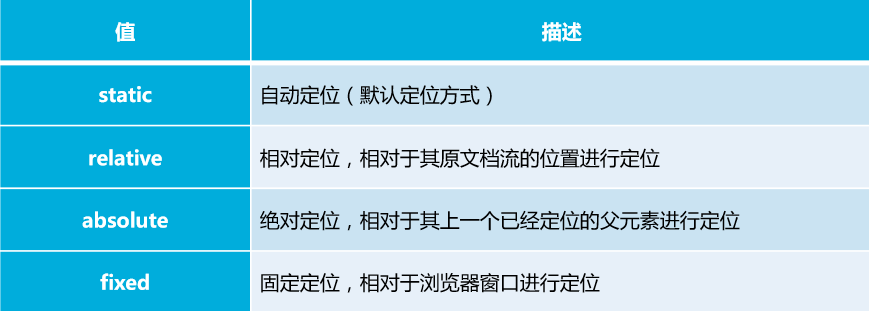 值 描述
static 自动定位（默认定位方式）
relative 相对定位，相对于其原文档流的位置进行定位
absolute 绝对定位，相对于其上一个已经定位的父元素进行定位
fixed 固定定位，相对于浏览器窗口进行定位